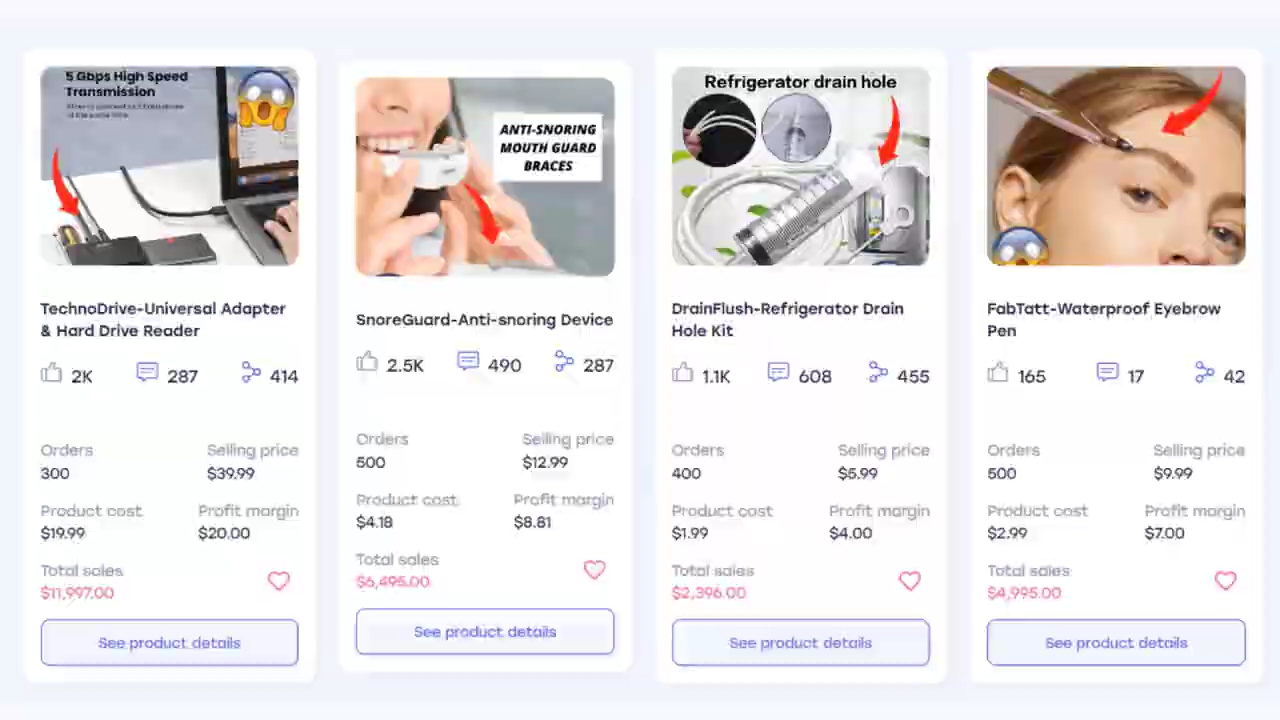 5 Gbps High Speed
Transmission
TechnoDrive-Universal Adapter
& Hard Drive Reader
2K 287 414
Orders Selling price
300 $39.99
Product cost Profit margin
$19.99 $20.00
Total sales
$11,997.00
See product details
ANTI-SNORING
MOUTH GUARD
BRACES
SnoreGuard-Anti-snoring Device
2.5K 490 287
Orders Selling price
500 $12.99
Product cost Profit margin
$4.18 $8.81
Total sales
$6,495.00
See product details
Refrigerator drain hole
DrainFlush-Refrigerator Drain
Hole Kit
1.1K 608 455
Orders Selling price
400 $5.99
Product cost Profit margin
$1.99 $4.00
Total sales
$2,396.00
See product details
FabTatt-Waterproof Eyebrow
Pen
165 17 42
Orders Selling price
500 $9.99
Product cost Profit margin
$2.99 $7.00
Total sales
$4,995.00
See product details